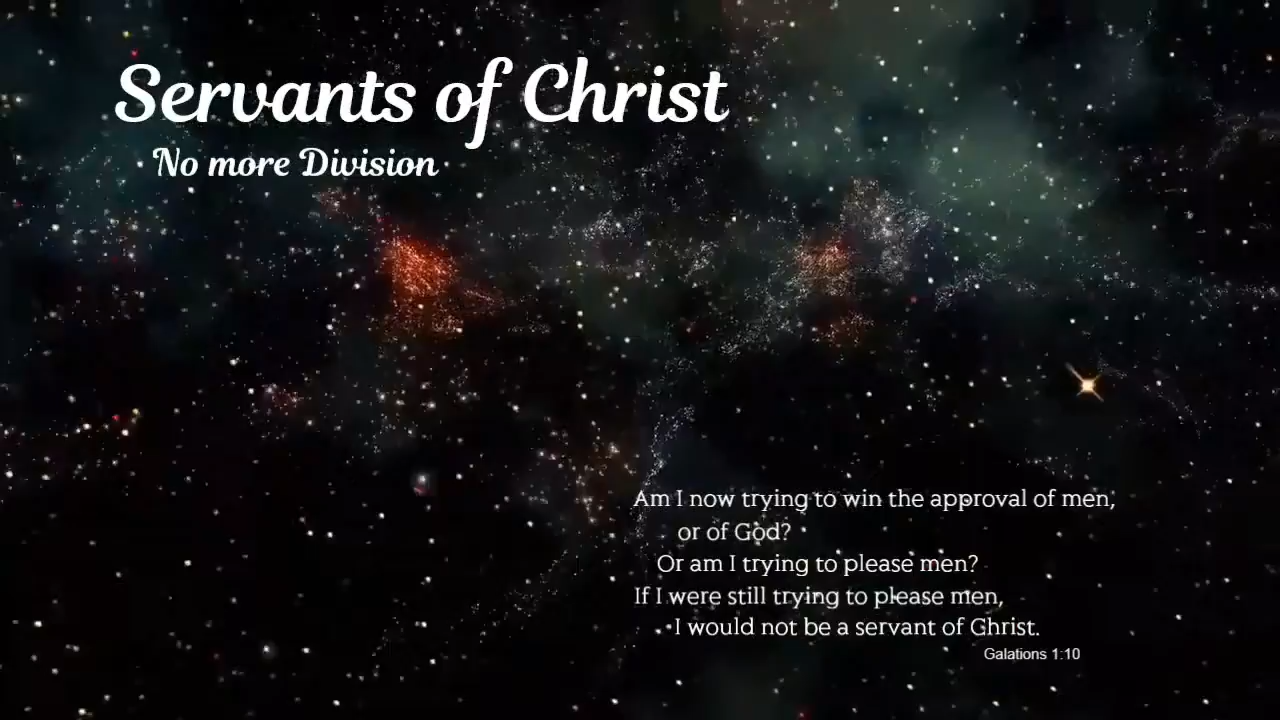 Servants of Christ
No more Division
Am I now trying to win the approval of men,
or of God?
Or am I trying to please men?
If I were still trying to please men,
I would not be a servant of Christ.
Galations 1:10